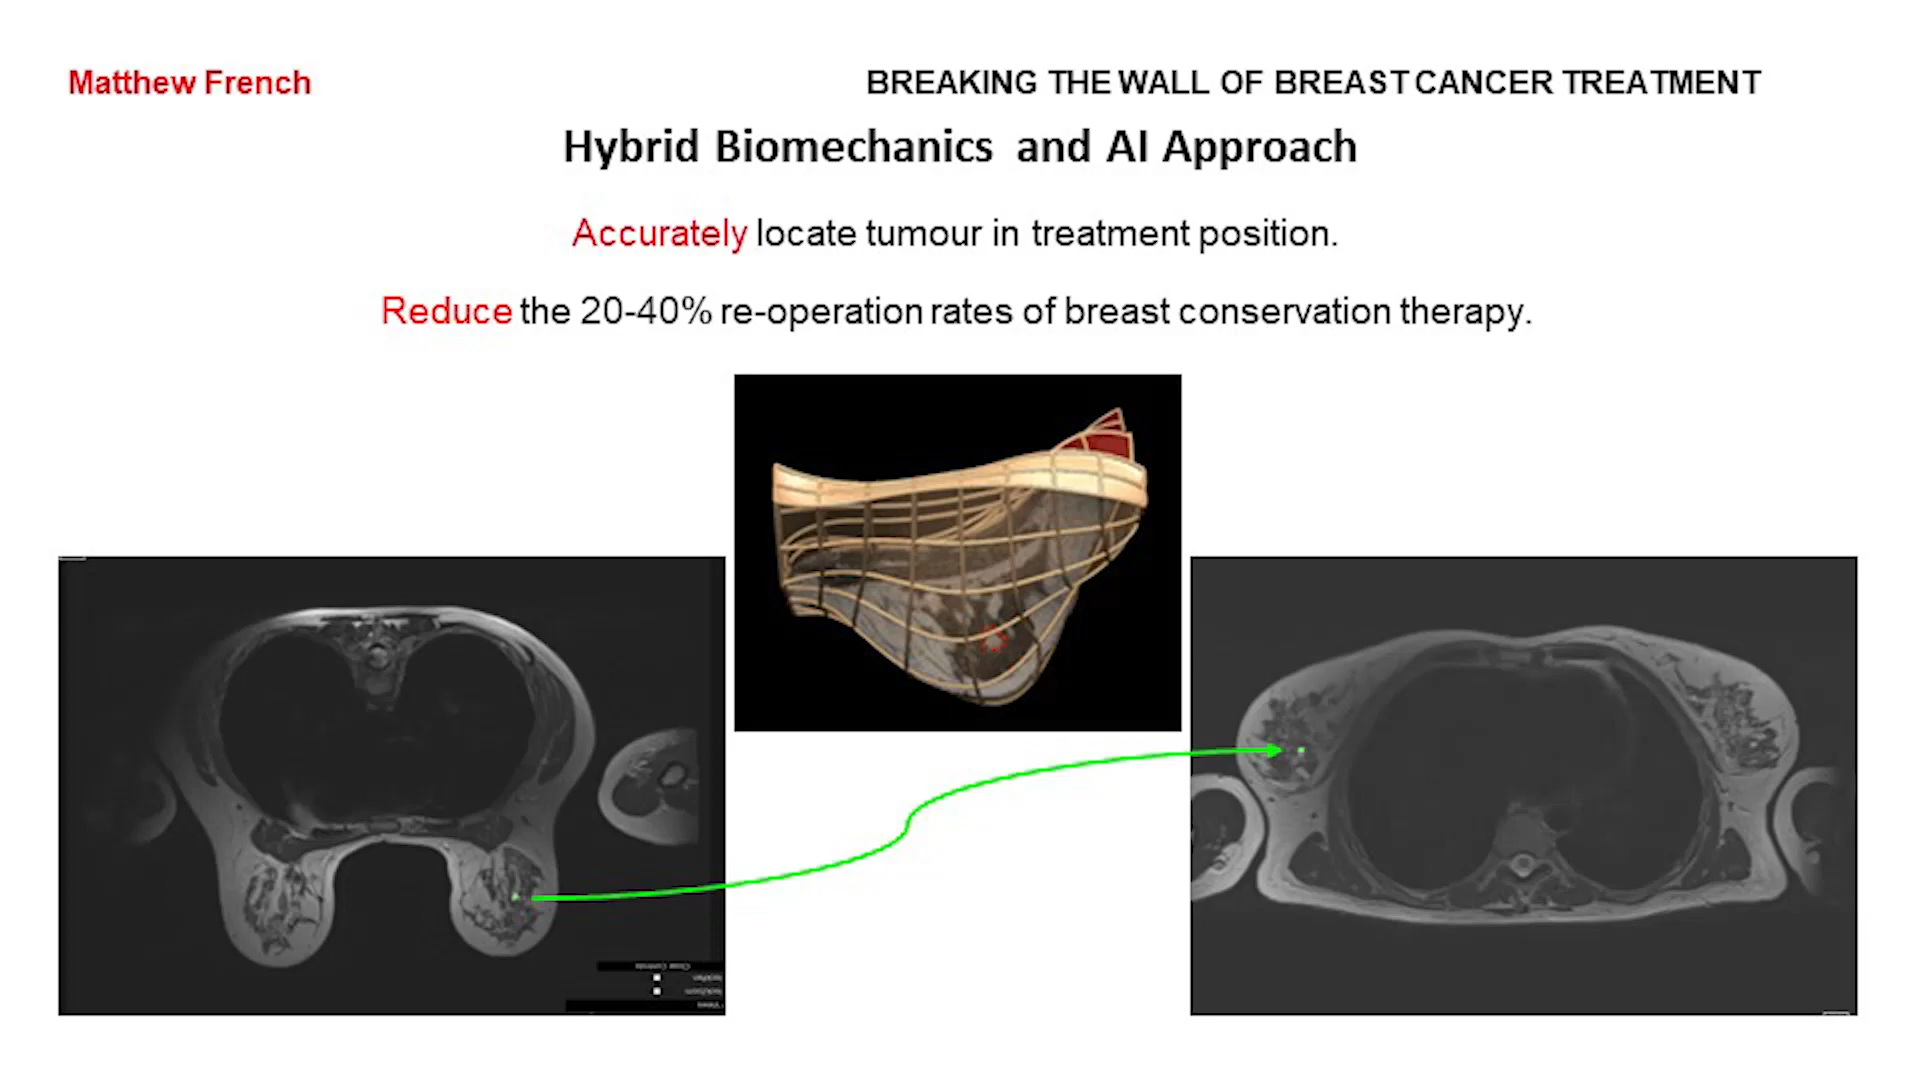 Matthew French
BREAKING THE WALL OF BREAST CANCER TREATMENT
Hybrid Biomechanics and AI Approach
Accurately locate tumour in treatment position.
Reduce the 20-40% re-operation rates of breast conservation therapy.